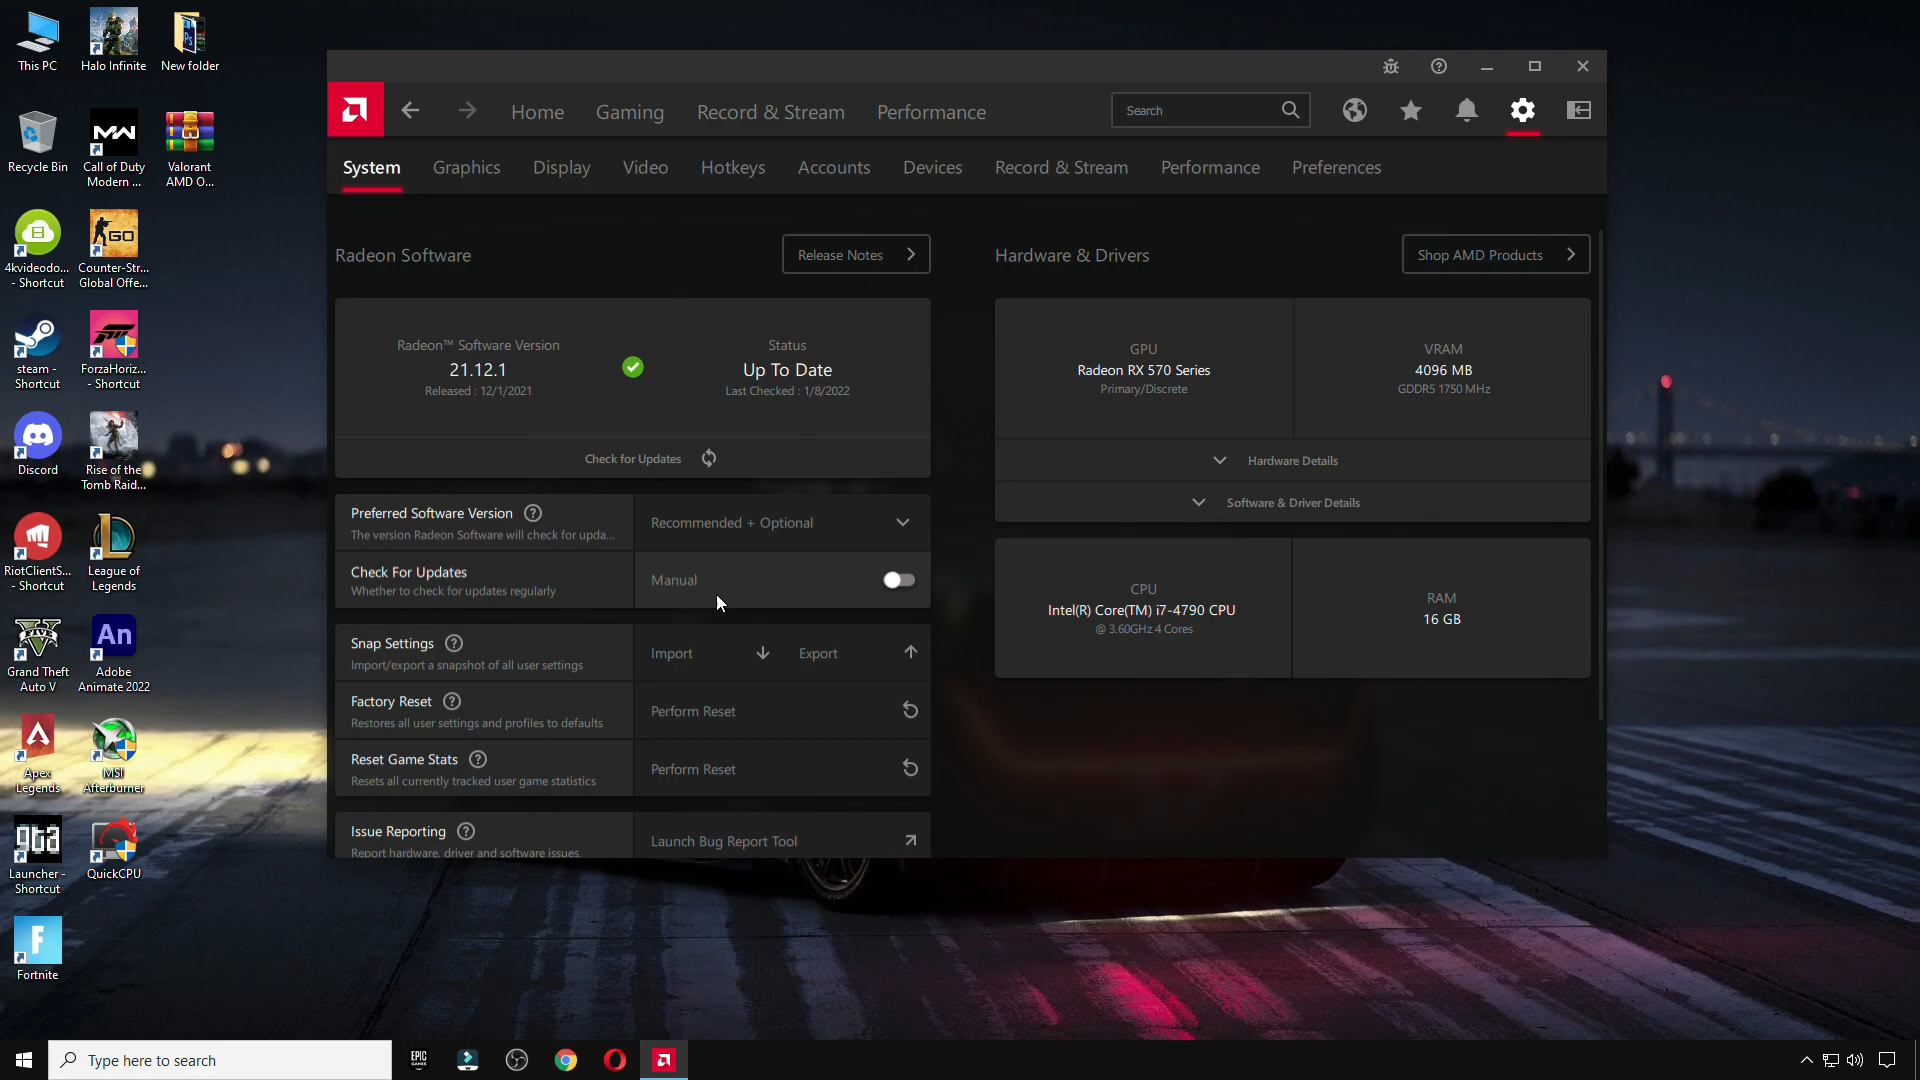 This PC
Halo Infinite
New folder
Recycle Bin
Call of Duty
Modern ...
Valorant
AMD O...
4kvideodo...
- Shortcut
Counter-Str...
Global Offe...
steam -
Shortcut
ForzaHoriz...
- Shortcut
Discord
Rise of the
Tomb Raid...
RiotClientS...
- Shortcut
League of
Legends
Grand Theft
Auto V
An
Adobe
Animate 2022
Apex
Legends
MSI
Afterburner
gta
Launcher -
Shortcut
QuickCPU
Fortnite
Home
Gaming
Record & Stream
Performance
Search
System
Graphics
Display
Video
Hotkeys
Accounts
Devices
Record & Stream
Performance
Preferences
Radeon Software
Release Notes
Radeon™ Software Version
21.12.1
Released : 12/1/2021
Status
Up To Date
Last Checked : 1/8/2022
Check for Updates
Preferred Software Version
The version Radeon Software will check for upda...
Recommended + Optional
Check For Updates
Whether to check for updates regularly
Manual
Snap Settings
Import/export a snapshot of all user settings
Import
Export
Factory Reset
Restores all user settings and profiles to defaults
Perform Reset
Reset Game Stats
Resets all currently tracked user game statistics
Perform Reset
Issue Reporting
Report hardware, driver and software issues.
Launch Bug Report Tool
Hardware & Drivers
Shop AMD Products
GPU
Radeon RX 570 Series
Primary/Discrete
VRAM
4096 MB
GDDR5 1750 MHz
Hardware Details
Software & Driver Details
CPU
Intel(R) Core(TM) i7-4790 CPU
@ 3.60GHz 4 Cores
RAM
16 GB
Type here to search
EPIC
GAMES